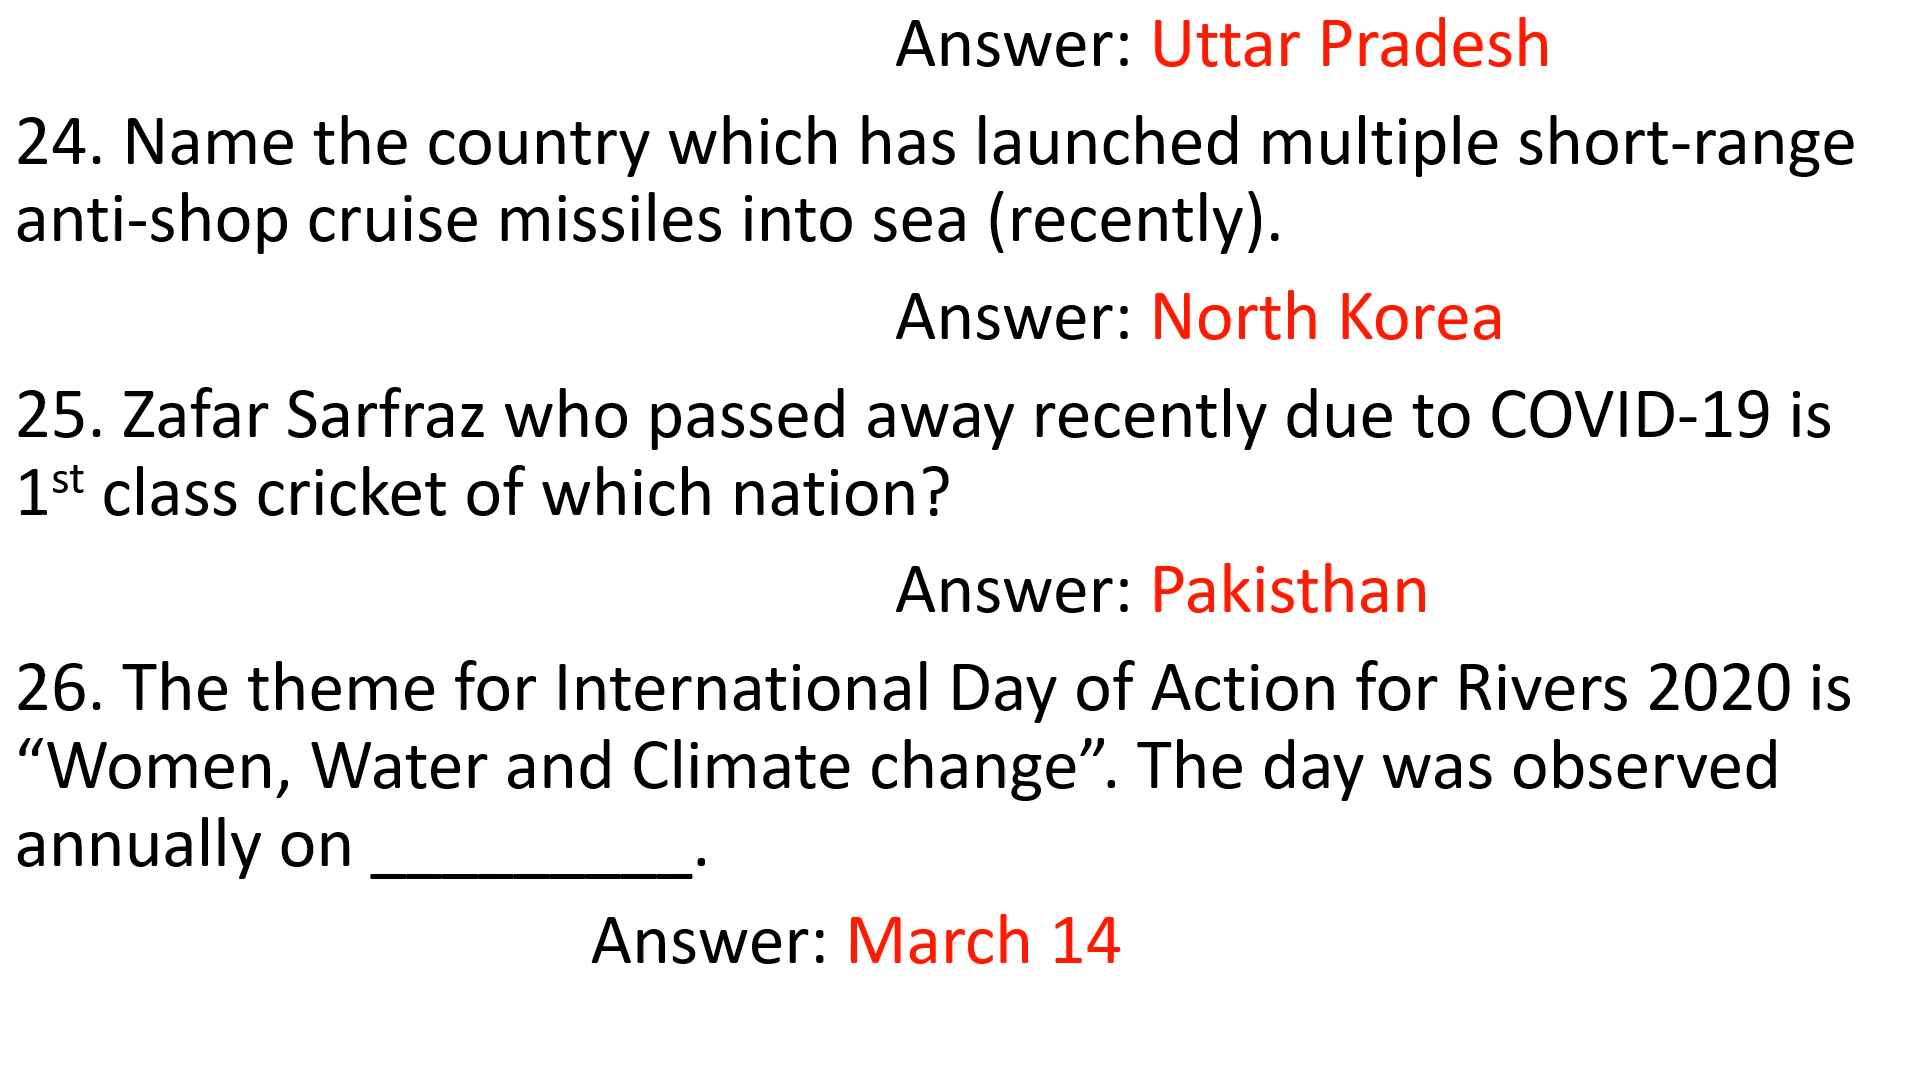 Answer: Uttar Pradesh
24. Name the country which has launched multiple short-range
anti-shop cruise missiles into sea (recently).
Answer: North Korea
25. Zafar Sarfraz who passed away recently due to COVID-19 is
1st class cricket of which nation?
Answer: Pakisthan
26. The theme for International Day of Action for Rivers 2020 is
“Women, Water and Climate change”. The day was observed
annually on _________.
Answer: March 14